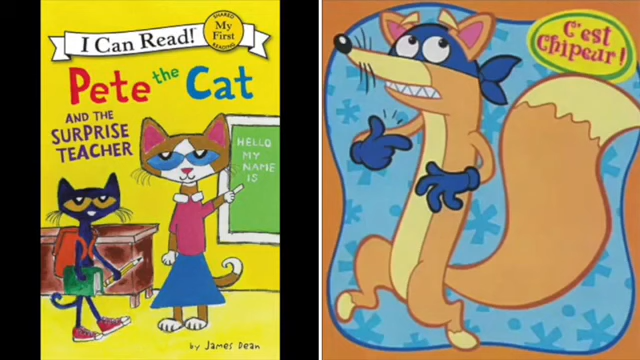 I Can Read!
SHARED
My
First
READING
Pete the Cat
AND THE
SURPRISE
TEACHER
HELLO
MY
NAME
IS
by James Dean
C'est
Chipeur!